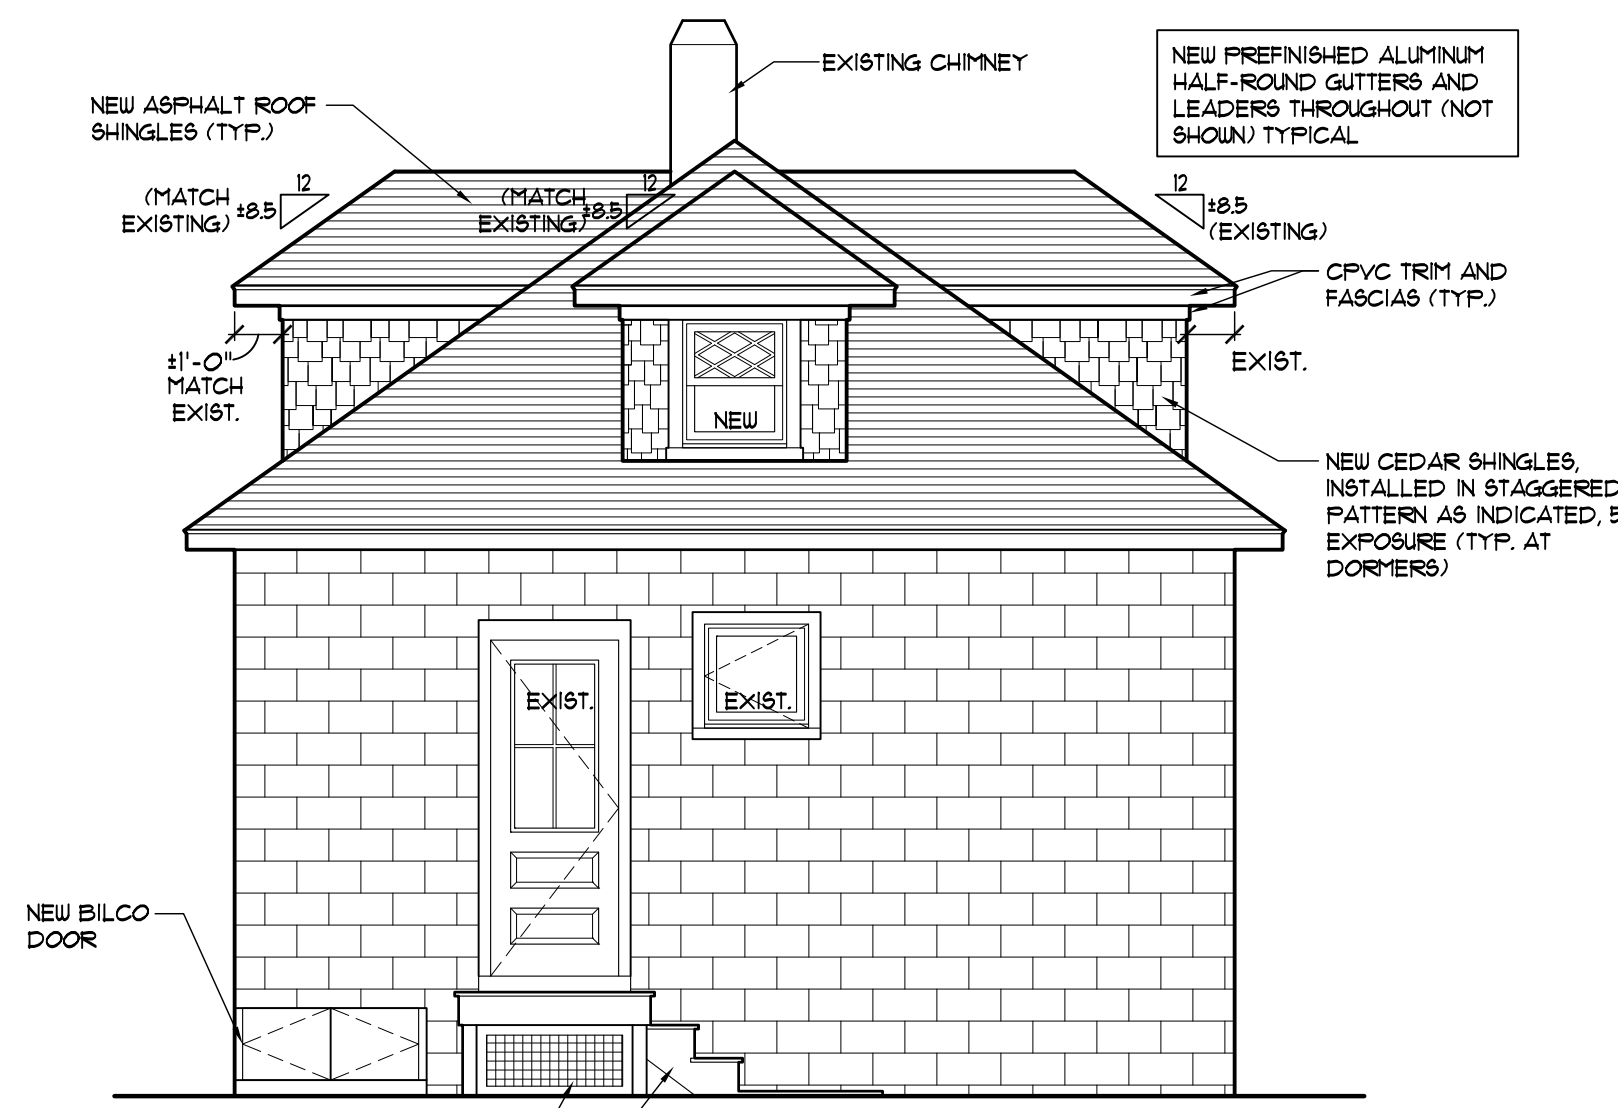 EXISTING CHIMNEY
NEW PREFINISHED ALUMINUM
HALF-ROUND GUTTERS AND
LEADERS THROUGHOUT (NOT
SHOWN) TYPICAL
NEW ASPHALT ROOF
SHINGLES (TYP.)
12
(MATCH
EXISTING)
±8.5
12
(MATCH
EXISTING)
±8.5
12
±8.5
(EXISTING)
CPVC TRIM AND
FASCIAS (TYP.)
±1'-0"
MATCH
EXIST.
EXIST.
NEW
NEW CEDAR SHINGLES,
INSTALLED IN STAGGERED
PATTERN AS INDICATED,
EXPOSURE (TYP. AT
DORMERS)
EXIST.
EXIST.
NEW BILCO
DOOR